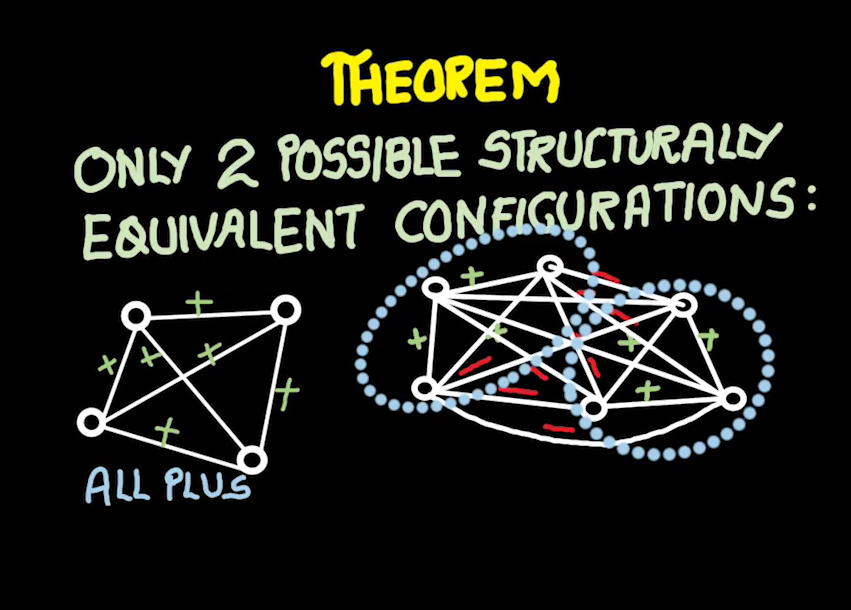 THEOREM
ONLY 2 POSSIBLE STRUCTURALLY
EQUIVALENT CONFIGURATIONS:
+ + + + + +
+ + + + + +
- - - - - - -
ALL PLUS